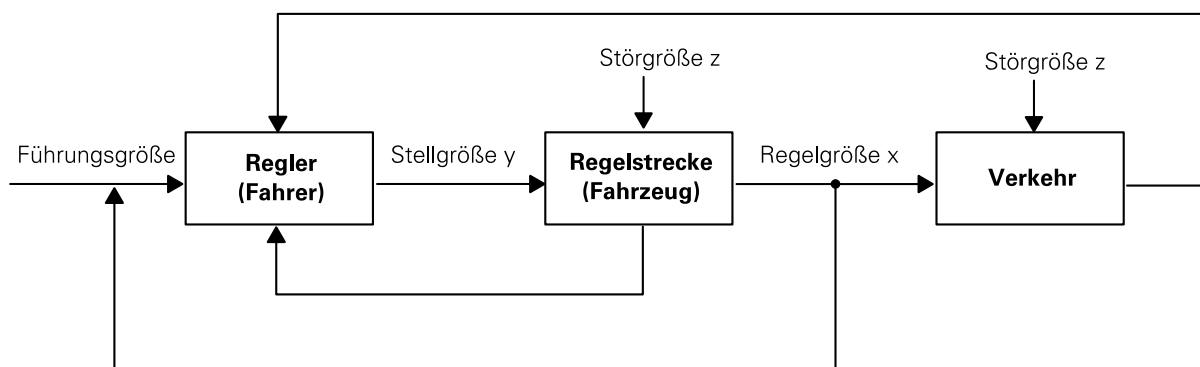 Störgröße z
Störgröße z
Führungsgröße
Regler
(Fahrer)
Stellgröße y
Regelstrecke
(Fahrzeug)
Regelgröße x
Verkehr